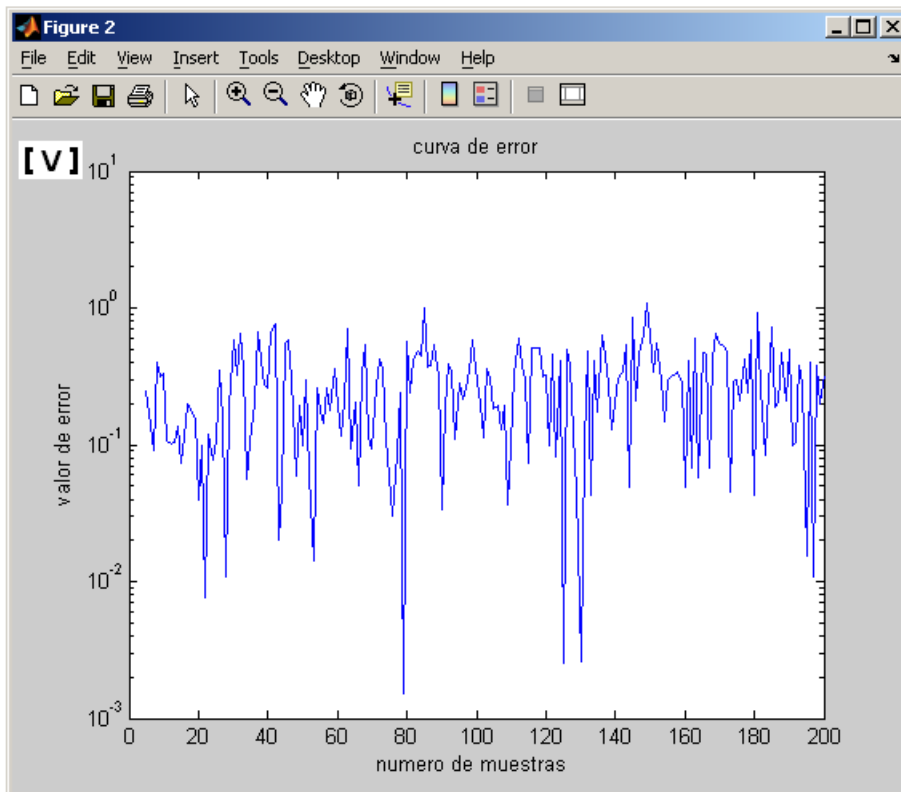 Figure 2
File Edit View Insert Tools Desktop Window Help
curva de error
[ V ]
10^1
10^0
10^-1
10^-2
10^-3
valor de error
0 20 40 60 80 100 120 140 160 180 200
numero de muestras